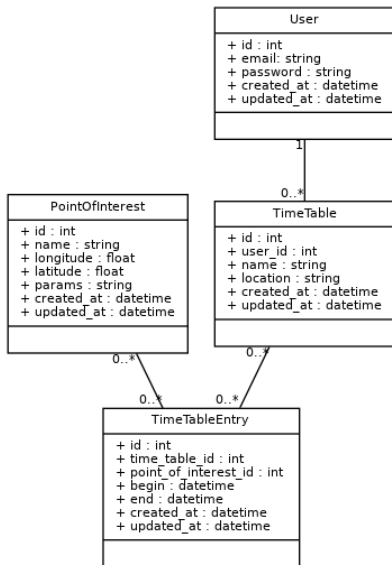 User
+ id : int
+ email: string
+ password : string
+ created_at : datetime
+ updated_at : datetime
1
0..*
PointOfInterest
+ id : int
+ name : string
+ longitude : float
+ latitude : float
+ params : string
+ created_at : datetime
+ updated_at : datetime
0..*
TimeTable
+ id : int
+ user_id : int
+ name : string
+ location : string
+ created_at : datetime
+ updated_at : datetime
0..*
0..*
0..*
TimeTableEntry
+ id : int
+ time_table_id : int
+ point_of_interest_id : int
+ begin : datetime
+ end : datetime
+ created_at : datetime
+ updated_at : datetime